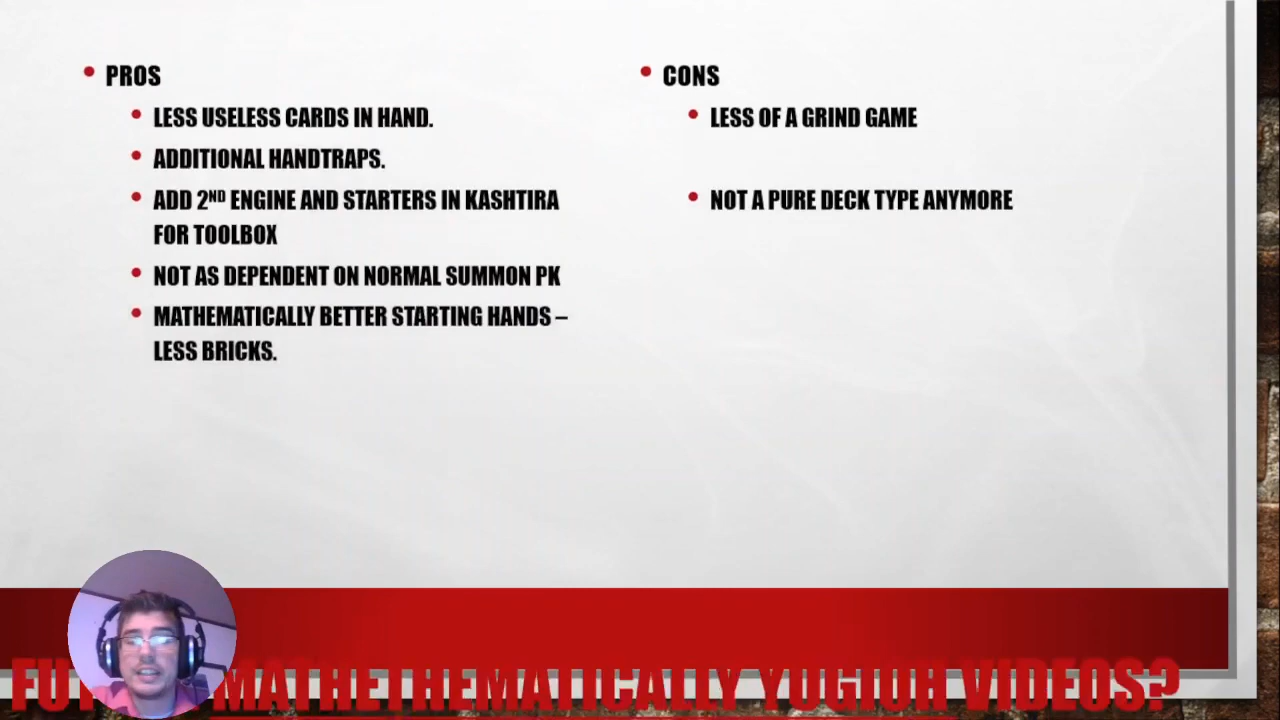 PROS
LESS USELESS CARDS IN HAND.
ADDITIONAL HANDTRAPS.
ADD 2ND ENGINE AND STARTERS IN KASHTIRA
FOR TOOLBOX
NOT AS DEPENDENT ON NORMAL SUMMON PK
MATHEMATICALLY BETTER STARTING HANDS –
LESS BRICKS.
CONS
LESS OF A GRIND GAME
NOT A PURE DECK TYPE ANYMORE
MATHETHEMATICALLY YUGIOH VIDEOS?